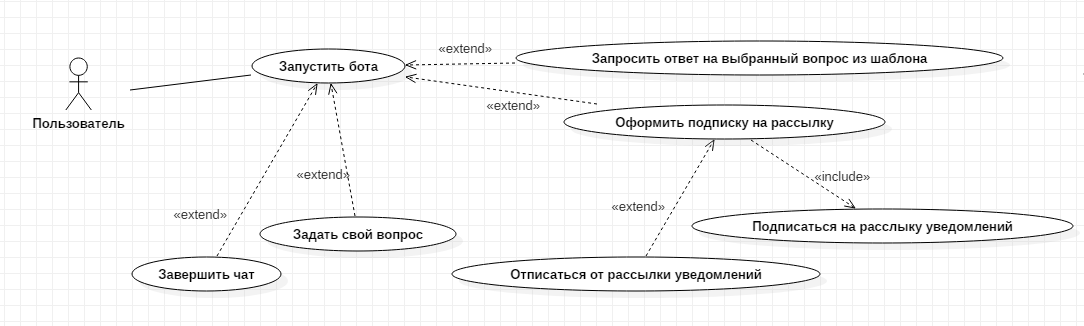 «extend»
Запустить бота
Запросить ответ на выбранный вопрос из шаблона
«extend»
Пользователь
Оформить подписку на рассылку
«extend»
«include»
«extend»
«extend»
Задать свой вопрос
Подписаться на расслыку уведомлений
Завершить чат
Отписаться от рассылки уведомлений